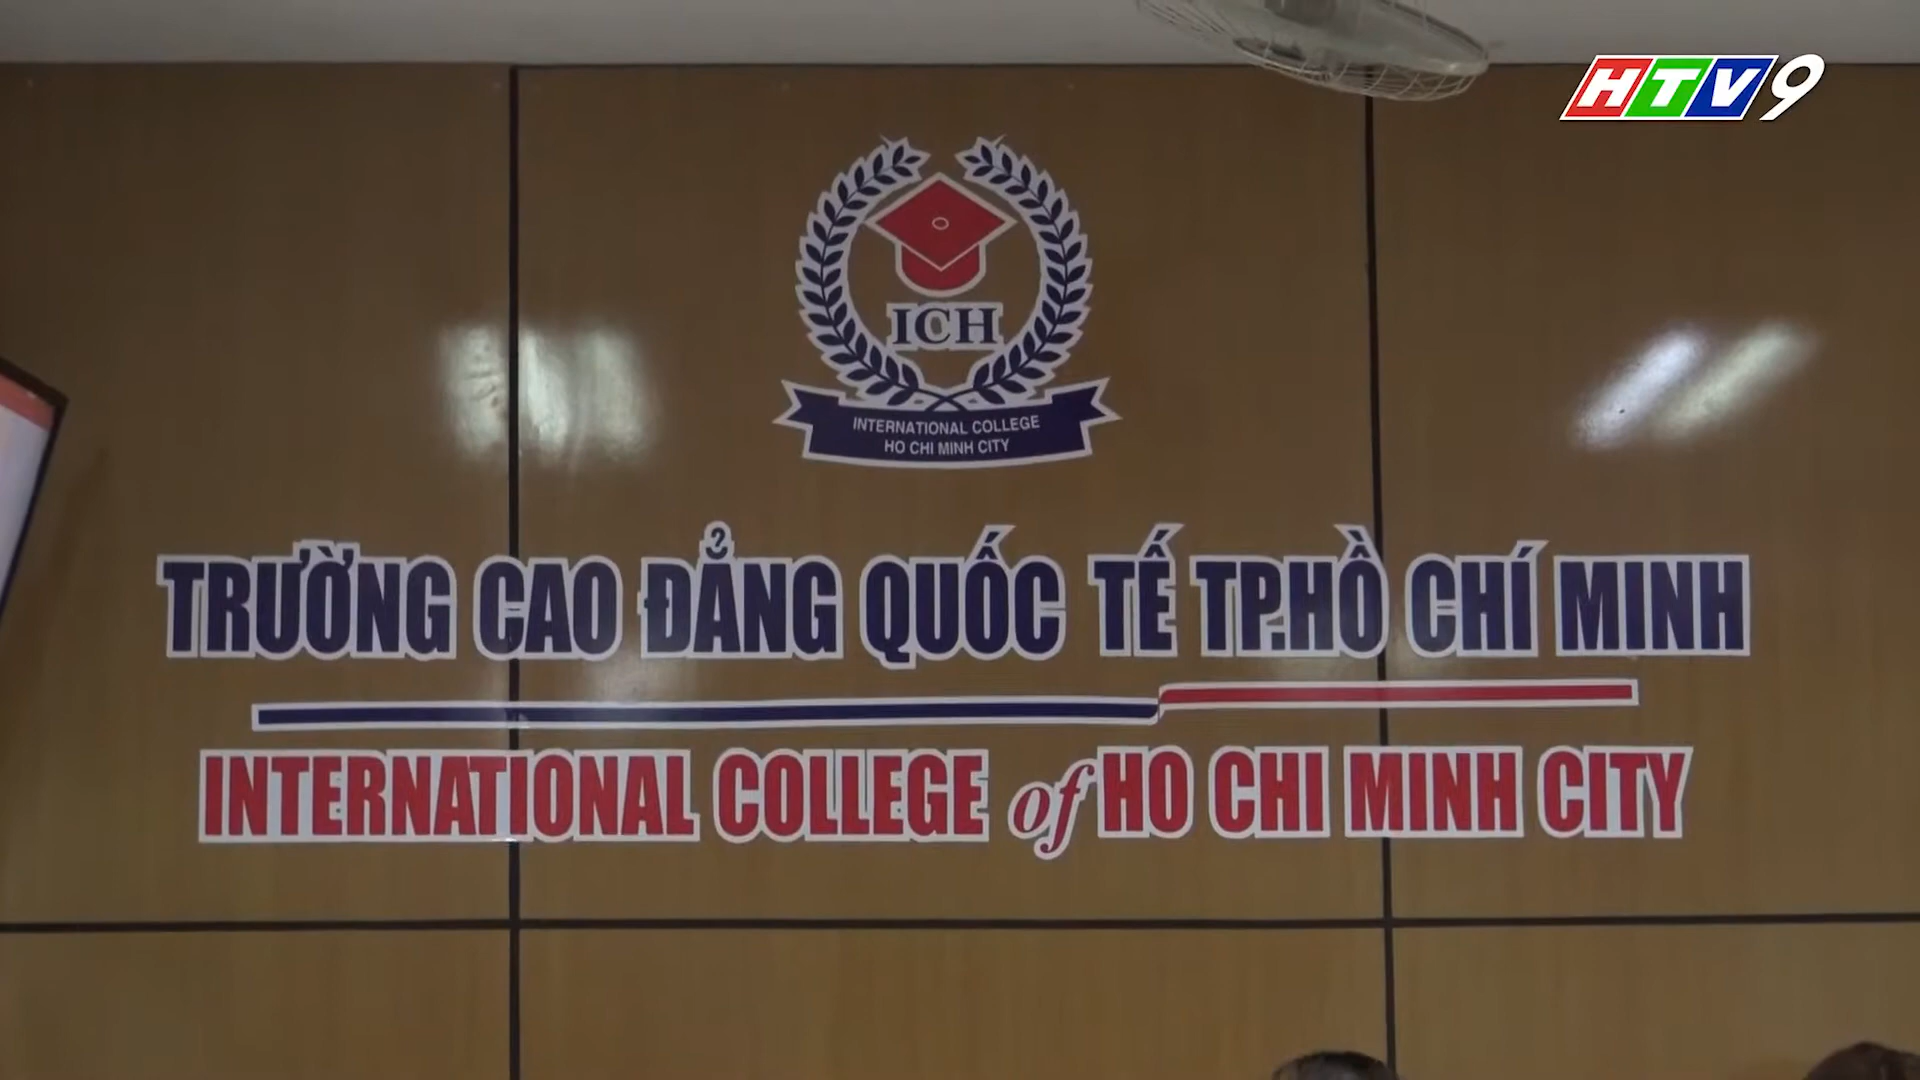 HTV9
ICH
INTERNATIONAL COLLEGE
HO CHI MINH CITY
TRƯỜNG CAO ĐẲNG QUỐC TẾ TP.HỒ CHÍ MINH
INTERNATIONAL COLLEGE of HO CHI MINH CITY